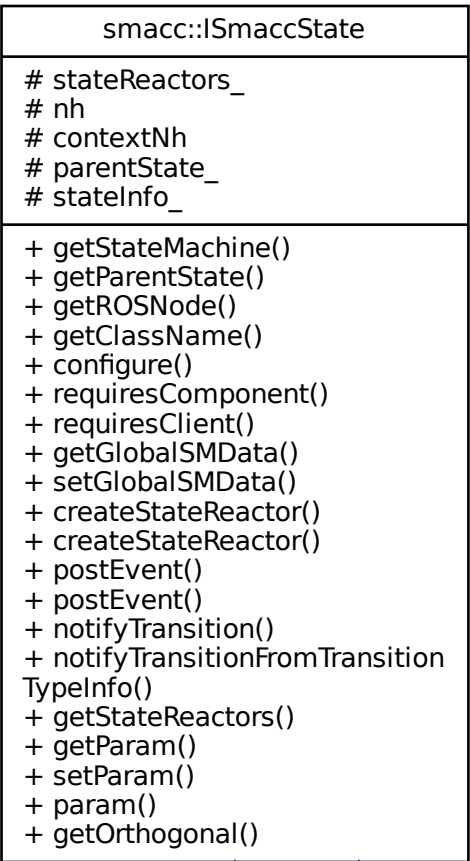 smacc::ISmaccState
# stateReactors_
# nh
# contextNh
# parentState_
# stateInfo_
+ getStateMachine()
+ getParentState()
+ getROSNode()
+ getClassName()
+ configure()
+ requiresComponent()
+ requiresClient()
+ getGlobalSMData()
+ setGlobalSMData()
+ createStateReactor()
+ createStateReactor()
+ postEvent()
+ postEvent()
+ notifyTransition()
+ notifyTransitionFromTransition
TypeInfo()
+ getStateReactors()
+ getParam()
+ setParam()
+ param()
+ getOrthogonal()